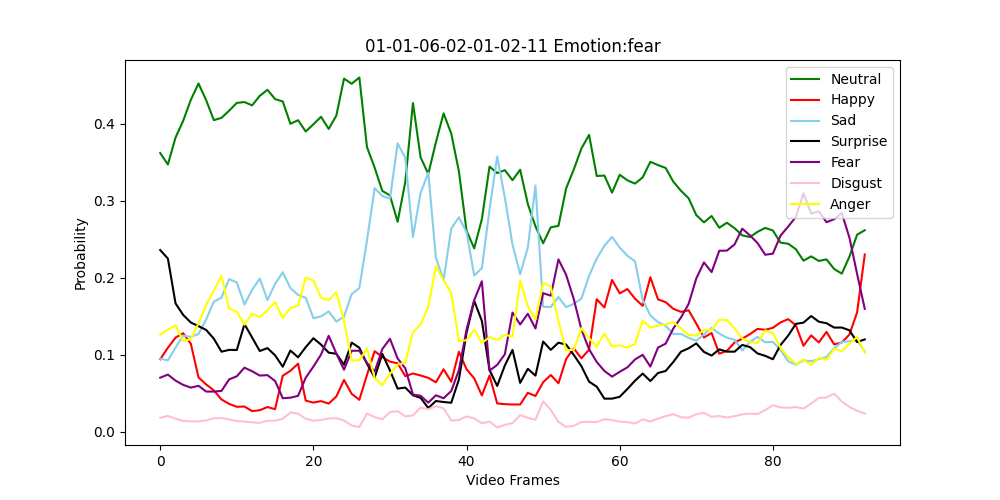 01-01-06-02-01-02-11 Emotion:fear
Neutral
Happy
Sad
Surprise
Fear
Disgust
Anger
0.4
0.3
0.2
0.1
0.0
Probability
0 20 40 60 80
Video Frames